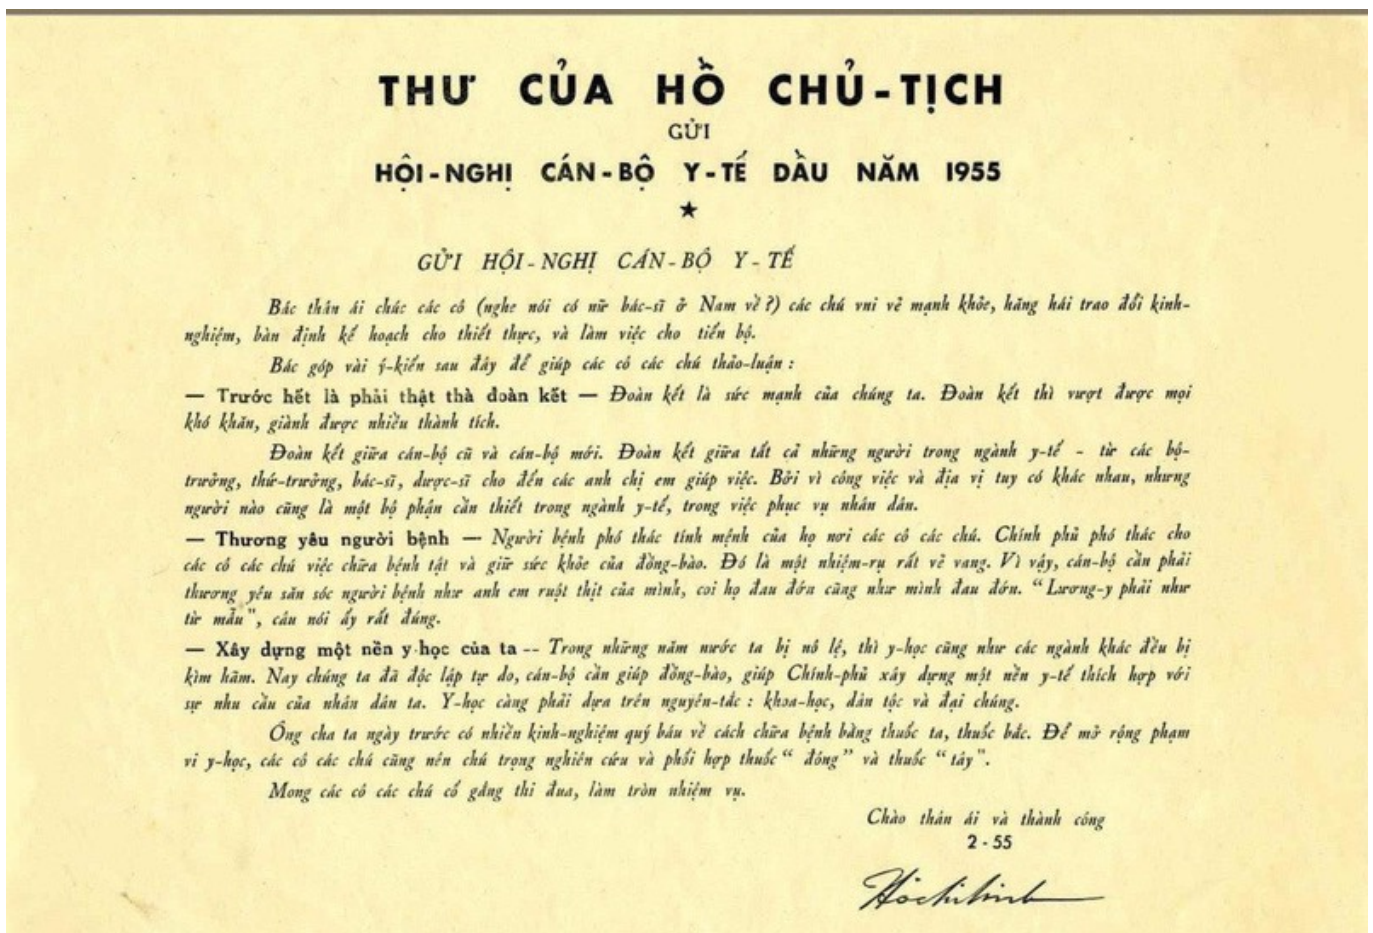 THƯ CỦA HỒ CHỦ-TỊCH
GỬI
HỘI-NGHỊ CÁN-BỘ Y-TẾ DẦU NĂM 1955
GỬI HỘI-NGHỊ CÁN-BỘ Y-TẾ
Bác thân ái chúc các cô (nghe nói có nữ bác-sĩ ở Nam về ?) các chú vui vẻ mạnh khỏe, hăng hái trao đổi kinh-
nghiệm, bàn định kế hoạch cho thiết thực, và làm việc cho tiến bộ.
Bác góp vài ý-kiến sau đây để giúp các cô các chú thảo-luận :
— Trước hết là phải thật thà đoàn kết — Đoàn kết là sức mạnh của chúng ta. Đoàn kết thì vượt được mọi
khó khăn, giành được nhiều thành tích.
Đoàn kết giữa cán-bộ cũ và cán-bộ mới. Đoàn kết giữa tất cả những người trong ngành y-tế - từ các bộ-
trưởng, thứ-trưởng, bác-sĩ, dược-sĩ cho đến các anh chị em giúp việc. Bởi vì công việc và địa vị tuy có khác nhau, nhưng
người nào cũng là một bộ phận cần thiết trong ngành y-tế, trong việc phục vụ nhân dân.
— Thương yêu người bệnh — Người bệnh phó thác tính mệnh của họ nơi các cô các chú. Chính phủ phó thác cho
các cô các chú việc chữa bệnh tật và giữ sức khỏe của đồng-bào. Đó là một nhiệm-vụ rất vẻ vang. Vì vậy, cán-bộ cần phải
thương yêu săn sóc người bệnh như anh em ruột thịt của mình, coi họ đau đớn cũng như mình đau đớn. “Lương-y phải như
từ mẫu”, câu nói ấy rất đúng.
— Xây dựng một nền y học của ta -- Trong những năm nước ta bị nô lệ, thì y-học cũng như các ngành khác đều bị
kìm hãm. Nay chúng ta đã độc lập tự do, cán-bộ cần giúp đồng-bào, giúp Chính-phủ xây dựng một nền y-tế thích hợp với
sự nhu cầu của nhân dân ta. Y-học càng phải dựa trên nguyên-tắc : khoa-học, dân tộc và đại chúng.
Ông cha ta ngày trước có nhiều kinh-nghiệm quý báu về cách chữa bệnh bằng thuốc ta, thuốc bắc. Để mở rộng phạm
vi y-học, các cô các chú cũng nên chú trọng nghiên cứu và phối hợp thuốc “ đông” và thuốc “ tây”.
Mong các cô các chú cố gắng thi đua, làm tròn nhiệm vụ.
Chào thân ái và thành công
2 - 55
Hồ Chí Minh